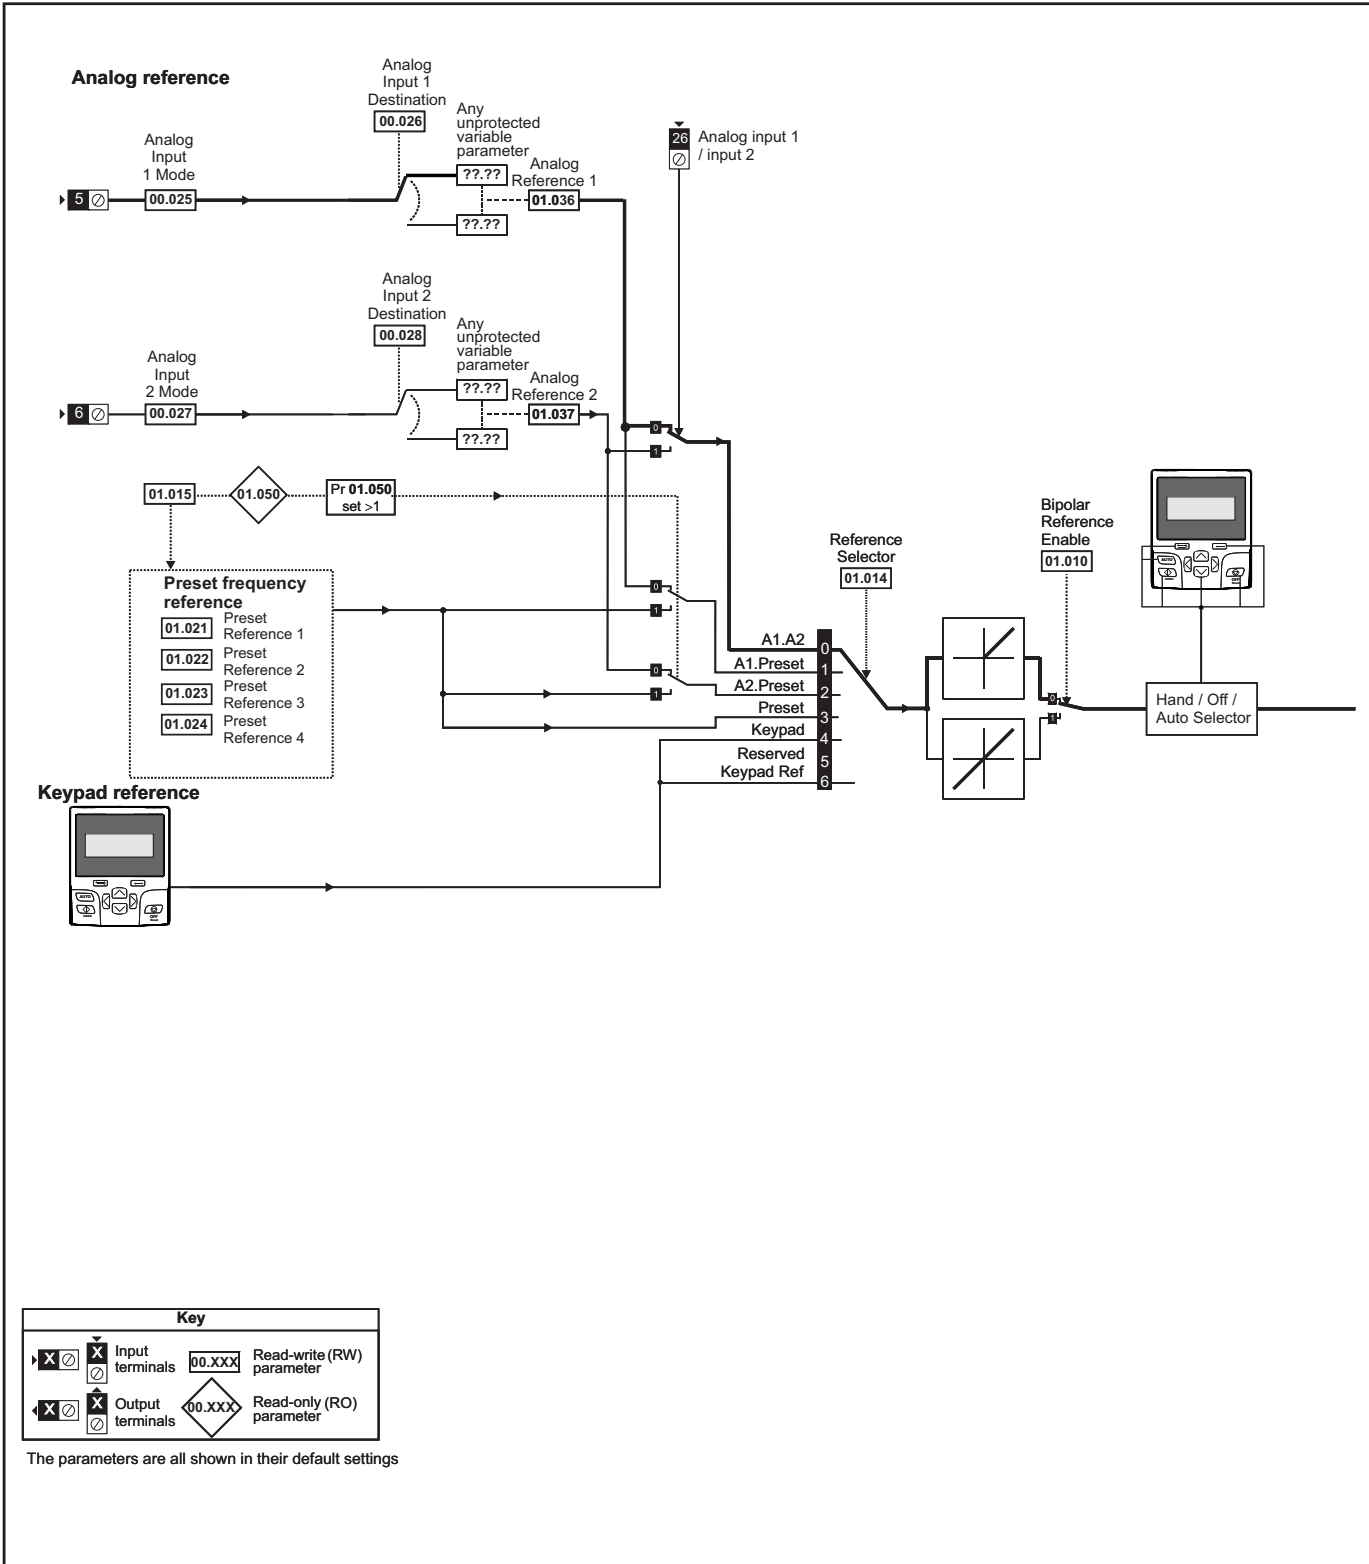 Analog reference
Analog
Input 1
Destination
00.026
Any
unprotected
variable
parameter
??.??
??.??
Analog
Input
1 Mode
5
00.025
Analog
Reference 1
01.036
26
Analog input 1
/ input 2
Analog
Input 2
Destination
00.028
Any
unprotected
variable
parameter
??.??
??.??
Analog
Input
2 Mode
6
00.027
Analog
Reference 2
01.037
0
1
01.015
01.050
Pr 01.050
set >1
0
1
0
1
Preset frequency
reference
01.021
Preset
Reference 1
01.022
Preset
Reference 2
01.023
Preset
Reference 3
01.024
Preset
Reference 4
A1.A2
0
A1.Preset
1
A2.Preset
2
Preset
3
Keypad
4
Reserved
5
Keypad Ref
6
Reference
Selector
01.014
Bipolar
Reference
Enable
01.010
0
1
AUTO
OFF
Hand / Off /
Auto Selector
Keypad reference
AUTO
OFF
Key
X
X
Input
terminals
00.XXX
Read-write (RW)
parameter
X
X
Output
terminals
00.XXX
Read-only (RO)
parameter
The parameters are all shown in their default settings